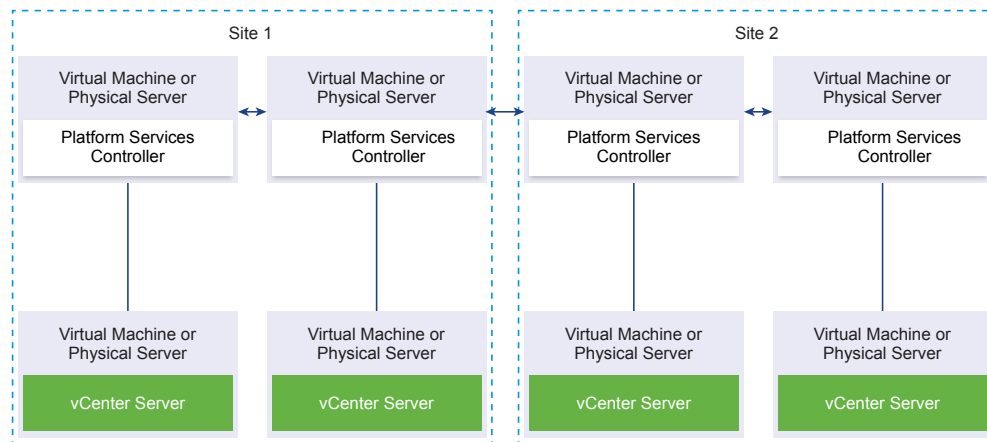 Site 1
Virtual Machine or
Physical Server
Platform Services
Controller
Virtual Machine or
Physical Server
Platform Services
Controller
Virtual Machine or
Physical Server
vCenter Server
Virtual Machine or
Physical Server
vCenter Server
Site 2
Virtual Machine or
Physical Server
Platform Services
Controller
Virtual Machine or
Physical Server
Platform Services
Controller
Virtual Machine or
Physical Server
vCenter Server
Virtual Machine or
Physical Server
vCenter Server